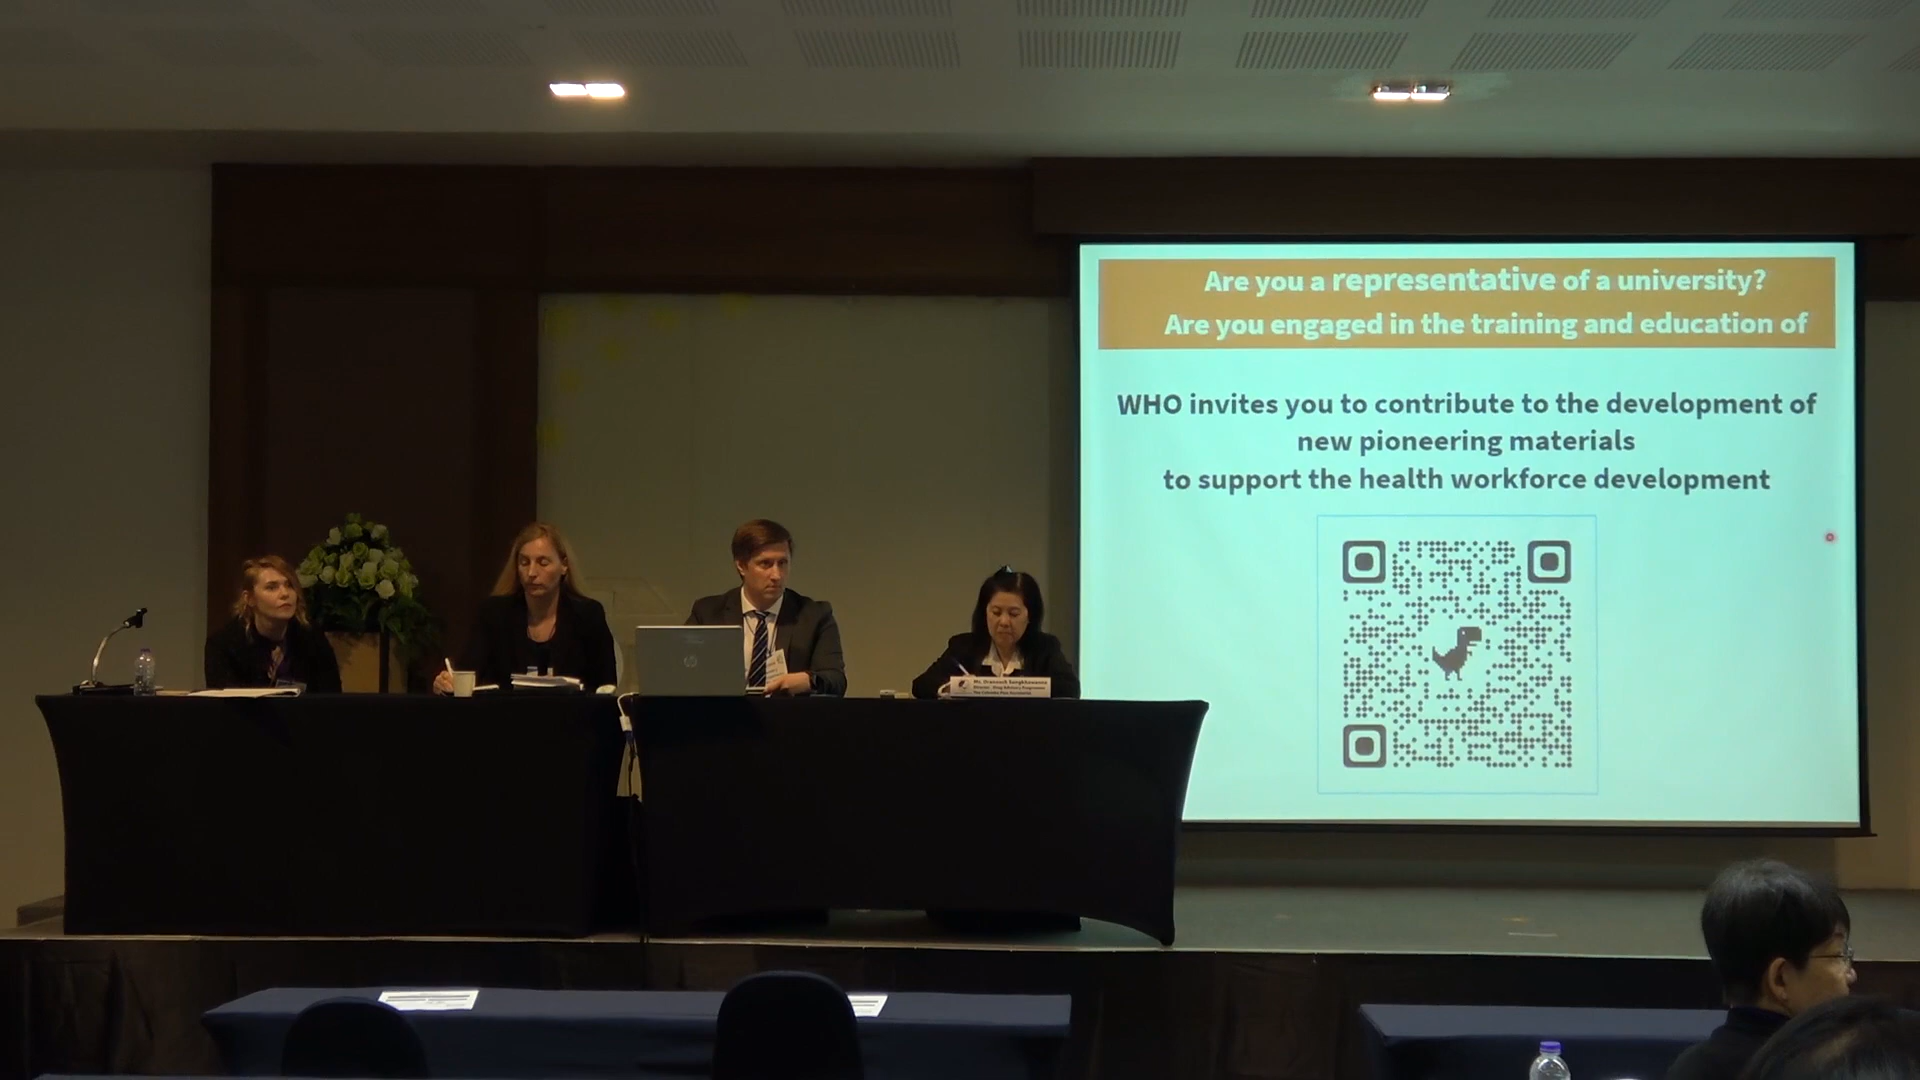 Are you a representative of a university?
Are you engaged in the training and education of
WHO invites you to contribute to the development of
new pioneering materials
to support the health workforce development
hp